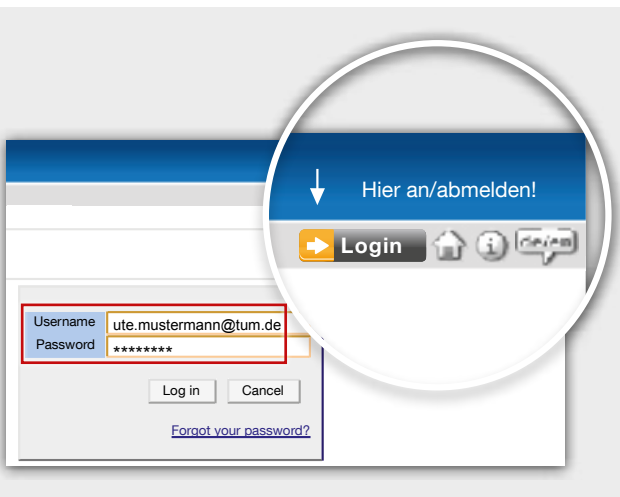 Hier an/abmelden!
Login
de/en
Username ute.mustermann@tum.de
Password ********
Log in Cancel
Forgot your password?